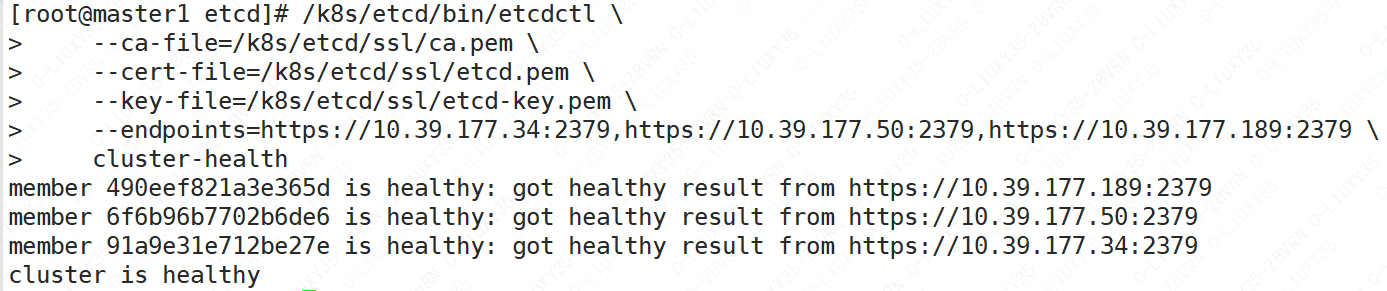 [root@master1 etcd]# /k8s/etcd/bin/etcdctl \
>     --ca-file=/k8s/etcd/ssl/ca.pem \
>     --cert-file=/k8s/etcd/ssl/etcd.pem \
>     --key-file=/k8s/etcd/ssl/etcd-key.pem \
>     --endpoints=https://10.39.177.34:2379,https://10.39.177.50:2379,https://10.39.177.189:2379 \
>     cluster-health
member 490eef821a3e365d is healthy: got healthy result from https://10.39.177.189:2379
member 6f6b96b7702b6de6 is healthy: got healthy result from https://10.39.177.50:2379
member 91a9e31e712be27e is healthy: got healthy result from https://10.39.177.34:2379
cluster is healthy